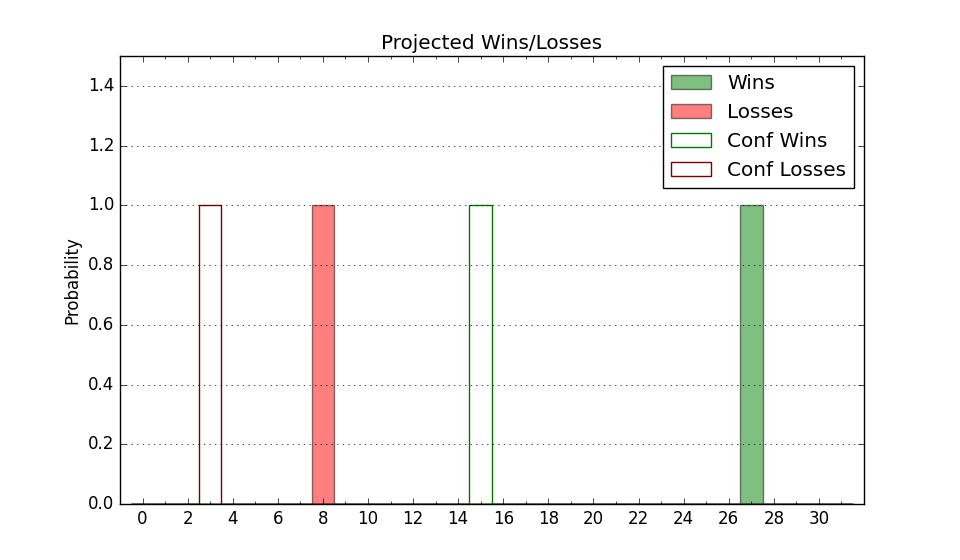 Projected Wins/Losses
Wins
Losses
Conf Wins
Conf Losses
Probability
1.4
1.2
1.0
0.8
0.6
0.4
0.2
0.0
0 2 4 6 8 10 12 14 16 18 20 22 24 26 28 30